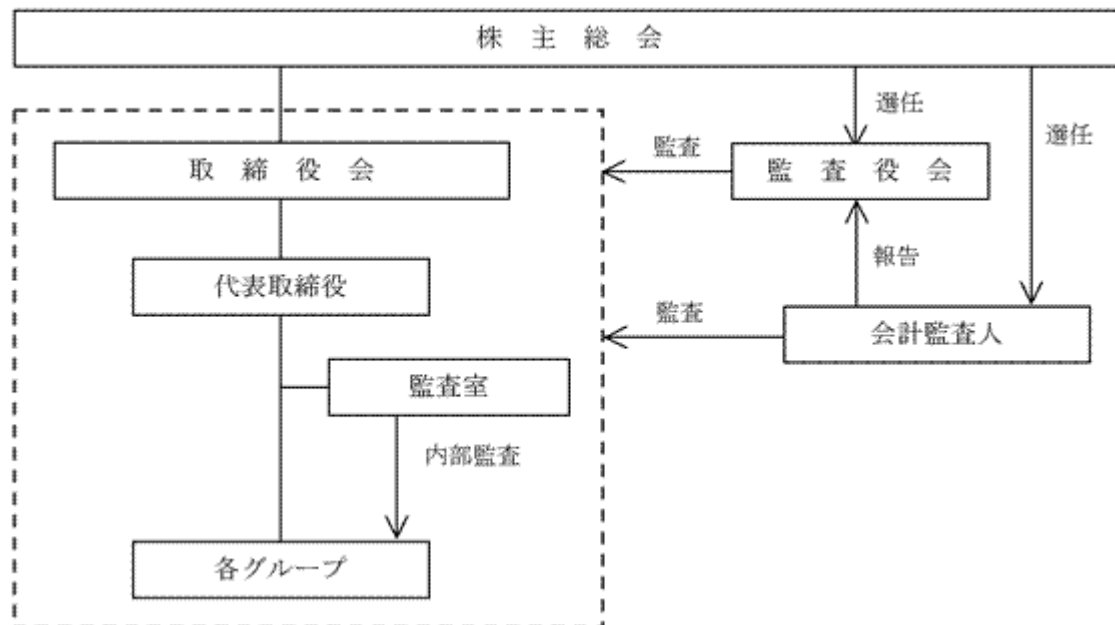 株主総会
選任
選任
取締役会
監査
監査役会
代表取締役
報告
監査
会計監査人
監査室
内部監査
各グループ